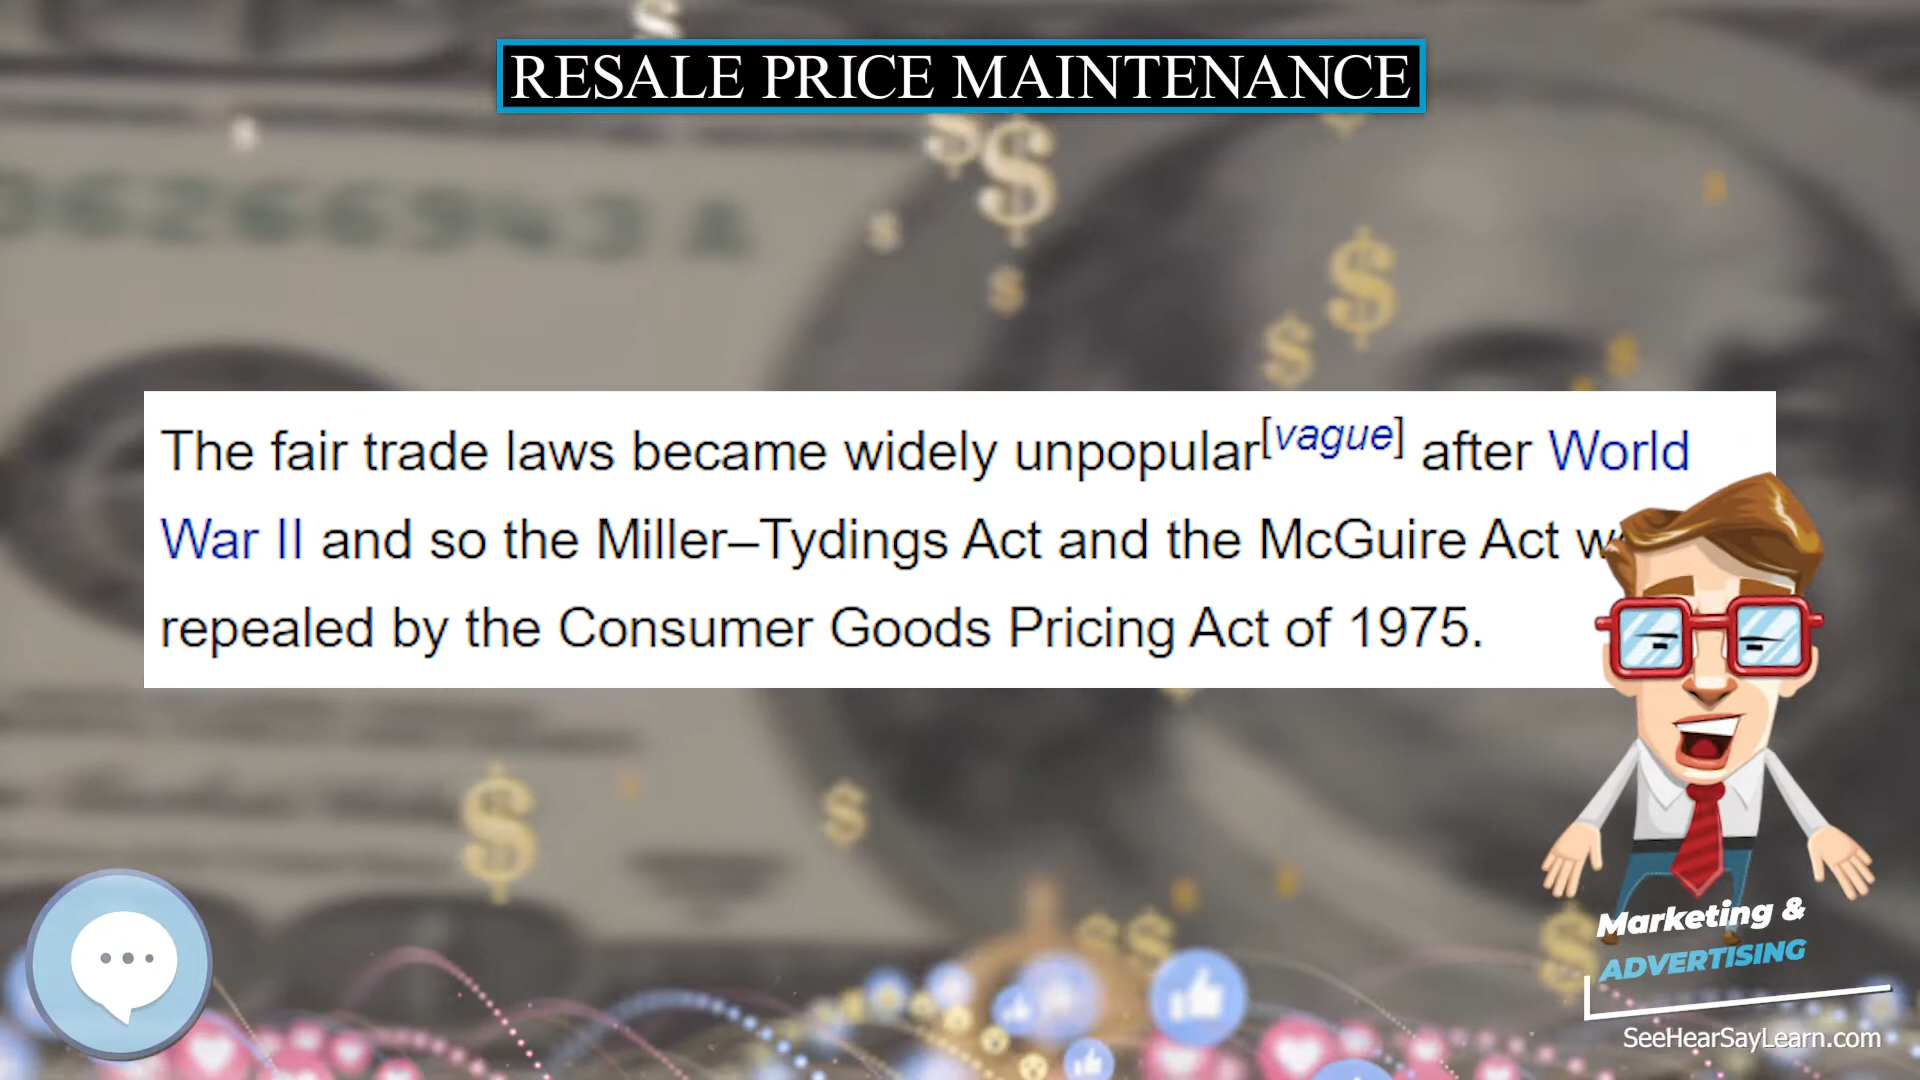 RESALE PRICE MAINTENANCE
The fair trade laws became widely unpopular[vague] after World
War II and so the Miller–Tydings Act and the McGuire Act
repealed by the Consumer Goods Pricing Act of 1975.
Marketing &
ADVERTISING
SeeHearSayLearn.com